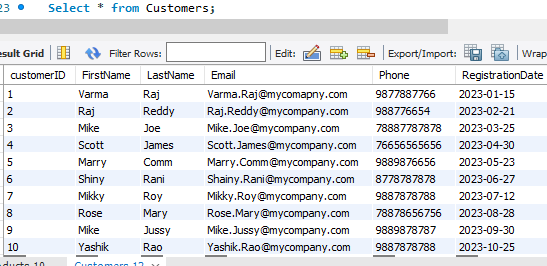 23 Select * from Customers;
Result Grid Filter Rows: Edit: Export/Import: Wrap
customerID FirstName LastName Email Phone RegistrationDate
1 Varma Raj Varma.Raj@mycomapny.com 9877887766 2023-01-15
2 Raj Reddy Raj.Reddy@mycompany.com 988776654 2023-02-21
3 Mike Joe Mike.Joe@mycompany.com 78887787878 2023-03-25
4 Scott James Scott.James@mycompany.com 76656565656 2023-04-30
5 Marry Comm Marry.Comm@mycompany.com 9889876656 2023-05-23
6 Shiny Rani Shainy.Rani@mycompany.com 8778787878 2023-06-27
7 Mikky Roy Mikky.Roy@mycompany.com 9887878788 2023-07-12
8 Rose Mary Rose.Mary@mycompany.com 78878656756 2023-08-28
9 Mike Jussy Mike.Jussy@mycompany.com 9889878787 2023-09-30
10 Yashik Rao Yashik.Rao@mycompany.com 9887878788 2023-10-25